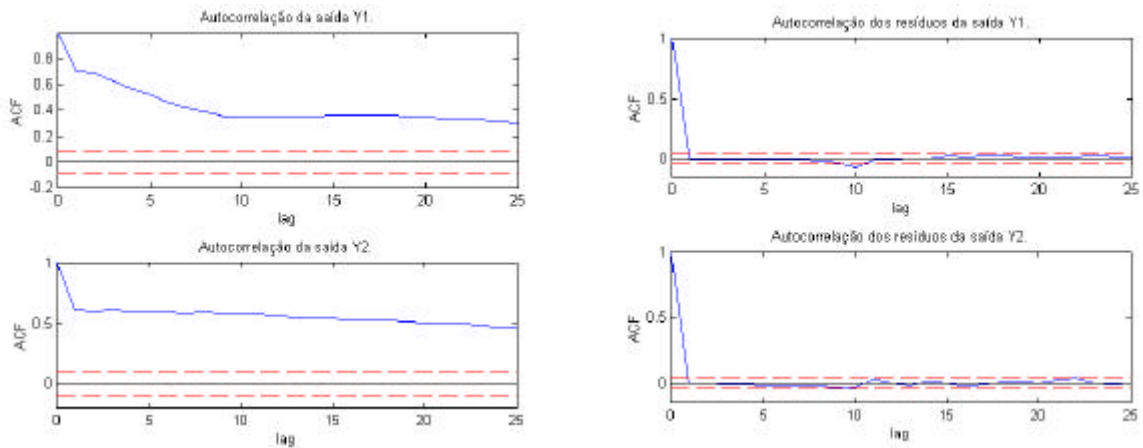 Autocorrelação da saída Y1.
ACF
0.8
0.6
0.4
0.2
0
-0.2
0 5 10 15 20 25
lag
Autocorrelação dos resíduos da saída Y1.
ACF
1
0.5
0
0 5 10 15 20 25
lag
Autocorrelação da saída Y2.
ACF
1
0.5
0
0 5 10 15 20 25
lag
Autocorrelação dos resíduos da saída Y2.
ACF
1
0.5
0
0 5 10 15 20 25
lag